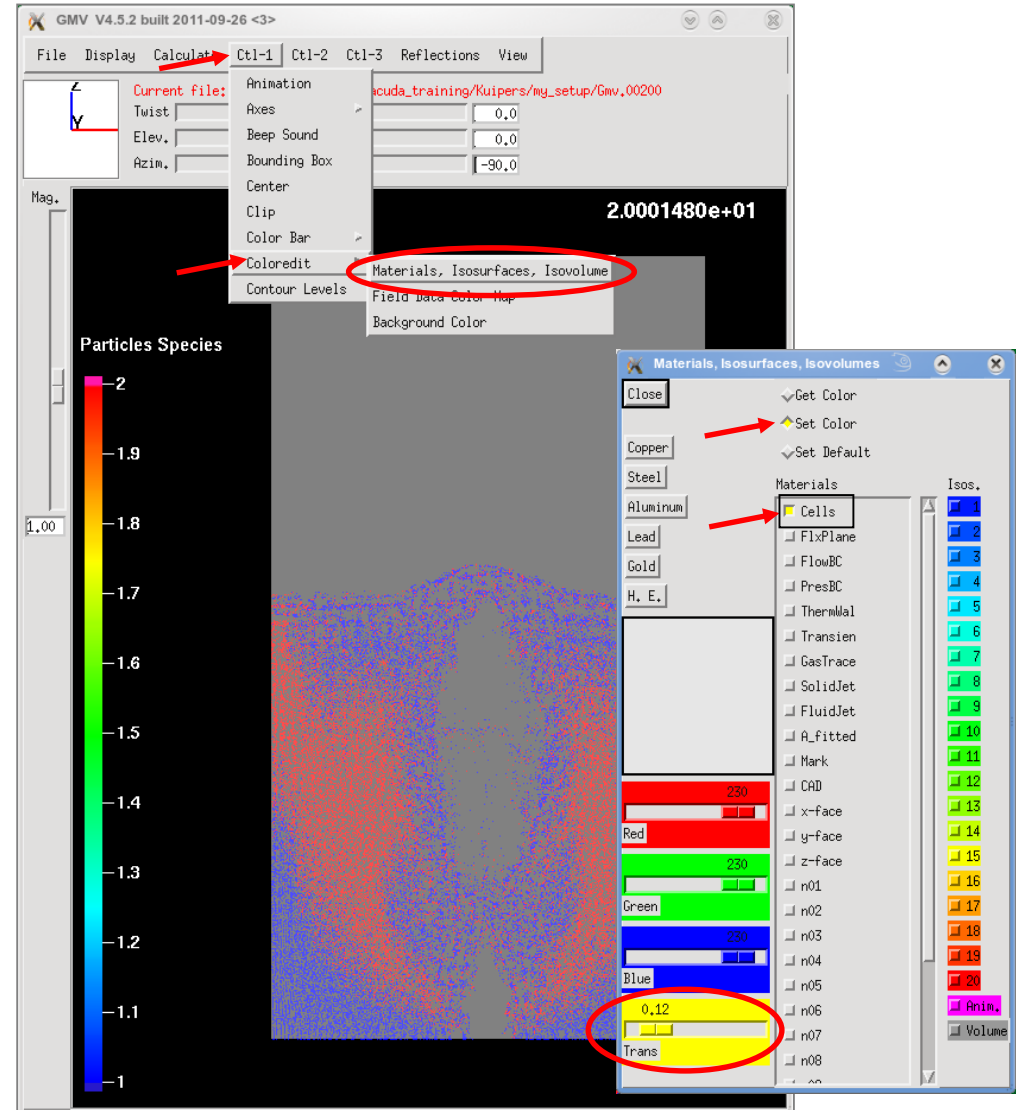 GMV V4.5.2 built 2011-09-26 <3>
File Display Calculat Ctl-1 Ctl-2 Ctl-3 Reflections View
Z
Y
Current file: acuda_training/Kuipers/my_setup/Gmv.00200
Twist 0.0
Elev. 0.0
Azim. -90.0
Animation
Axes
Beep Sound
Bounding Box
Center
Clip
Color Bar
Coloredit
Contour Levels
Materials, Isosurfaces, Isovolume
Field Data Color Map
Background Color
Mag.
1.00
2.0001480e+01
Particles Species
2
1.9
1.8
1.7
1.6
1.5
1.4
1.3
1.2
1.1
1
Materials, Isosurfaces, Isovolumes
Close
Get Color
Set Color
Set Default
Copper
Steel
Aluminum
Lead
Gold
H. E.
230
Red
230
Green
230
Blue
0.12
Trans
Materials
Cells
FlxPlane
FlowBC
PresBC
ThermWal
Transien
GasTrace
SolidJet
FluidJet
A_fitted
Mark
CAD
x-face
y-face
z-face
n01
n02
n03
n04
n05
n06
n07
n08
Isos.
1
2
3
4
5
6
7
8
9
10
11
12
13
14
15
16
17
18
19
20
Anim.
Volume